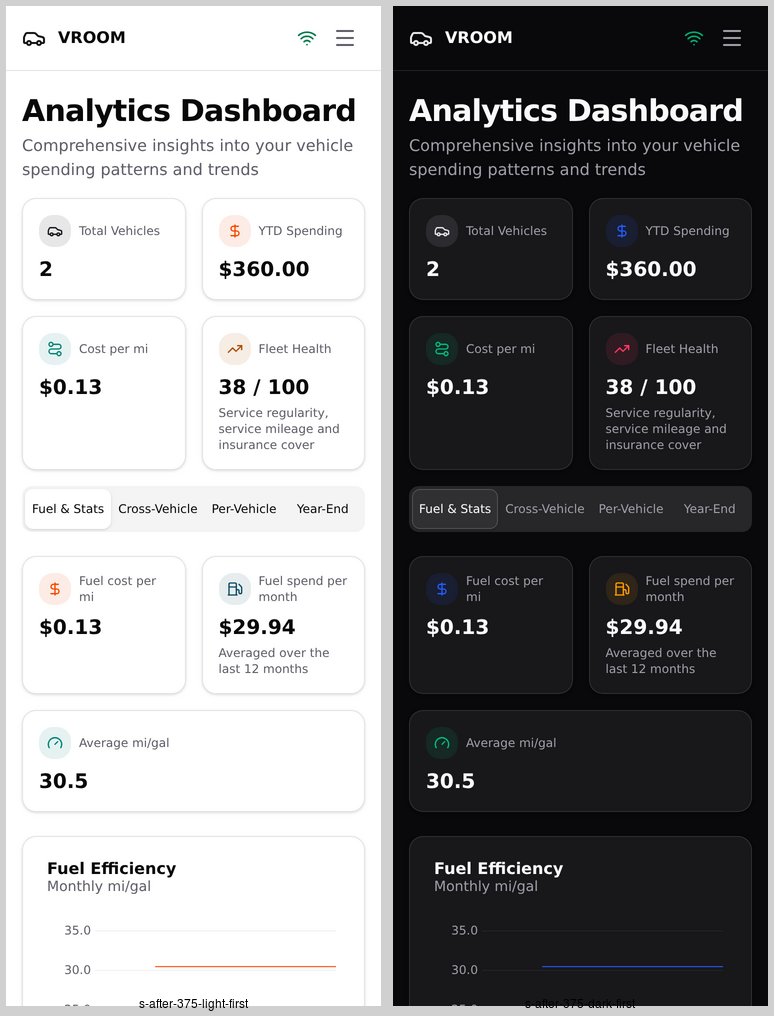 VROOM
Analytics Dashboard
Comprehensive insights into your vehicle
spending patterns and trends
Total Vehicles
2
YTD Spending
$360.00
Cost per mi
$0.13
Fleet Health
38 / 100
Service regularity,
service mileage and
insurance cover
Fuel & Stats
Cross-Vehicle
Per-Vehicle
Year-End
Fuel cost per
mi
$0.13
Fuel spend per
month
$29.94
Averaged over the
last 12 months
Average mi/gal
30.5
Fuel Efficiency
Monthly mi/gal
35.0
30.0
s-after-375-light-first
VROOM
Analytics Dashboard
Comprehensive insights into your vehicle
spending patterns and trends
Total Vehicles
2
YTD Spending
$360.00
Cost per mi
$0.13
Fleet Health
38 / 100
Service regularity,
service mileage and
insurance cover
Fuel & Stats
Cross-Vehicle
Per-Vehicle
Year-End
Fuel cost per
mi
$0.13
Fuel spend per
month
$29.94
Averaged over the
last 12 months
Average mi/gal
30.5
Fuel Efficiency
Monthly mi/gal
35.0
30.0
s-after-375-dark-first